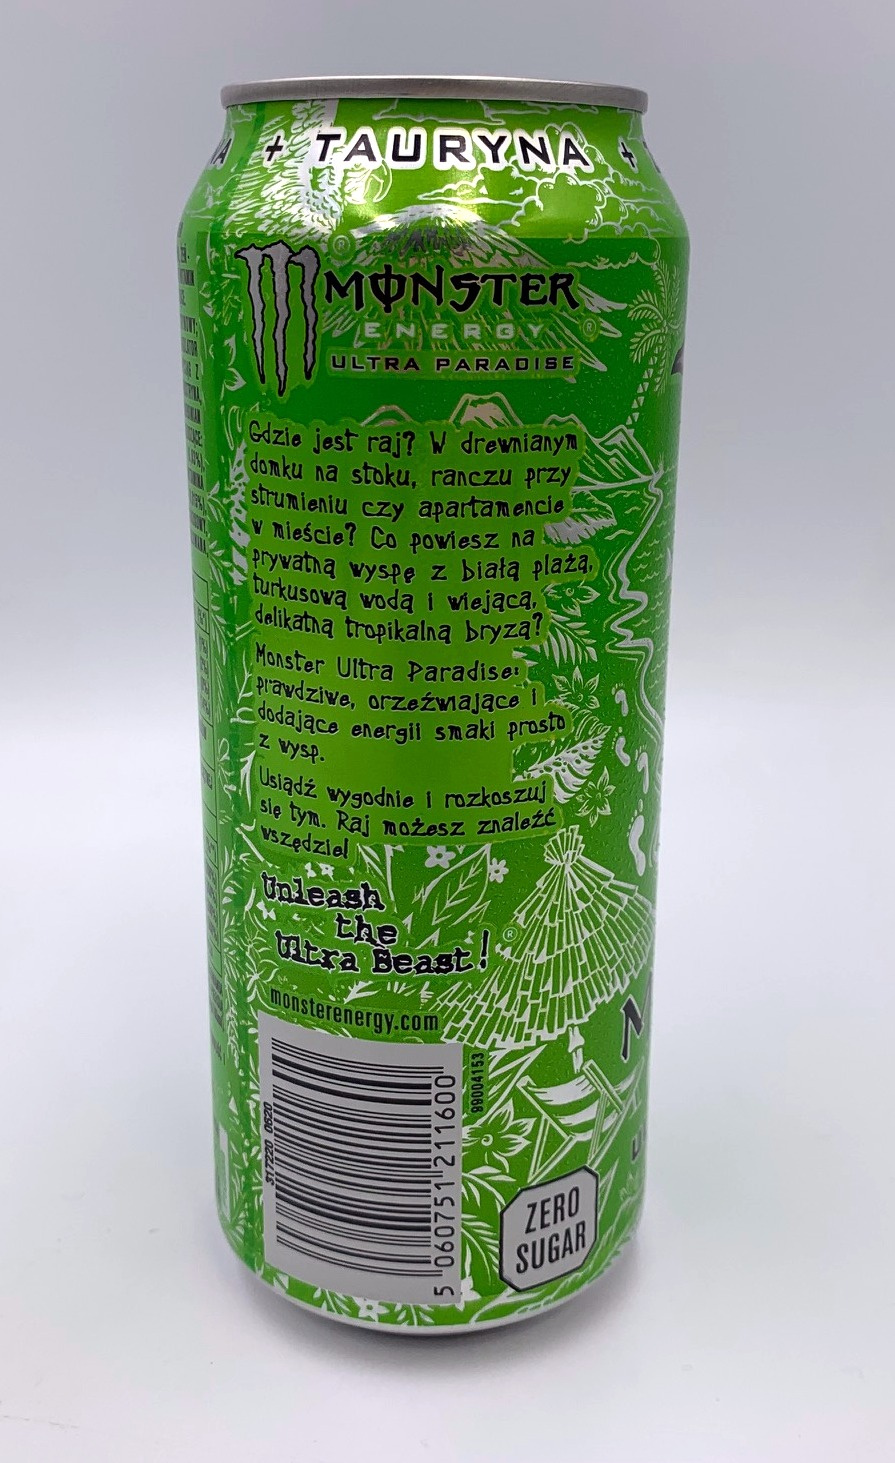 + TAURYNA +
MONSTER
ENERGY
ULTRA PARADISE
Gdzie jest raj? W drewnianym
domku na stoku, ranczu przy
strumieniu czy apartamencie
w mieście? Co powiesz na
prywatną wyspę z białą plażą,
turkusową wodą i wiejącą,
delikatną tropikalną bryzą?
Monster Ultra Paradise:
prawdziwe, orzeźwiające i
dodające energii smaki prosto
z wysp.
Usiądź wygodnie i rozkoszuj
się tym. Raj możesz znaleźć
wszędzie!
Unleash
the
Ultra Beast!®
monsterenergy.com
317220 0620
5 060751 211600
99004153
ZERO
SUGAR